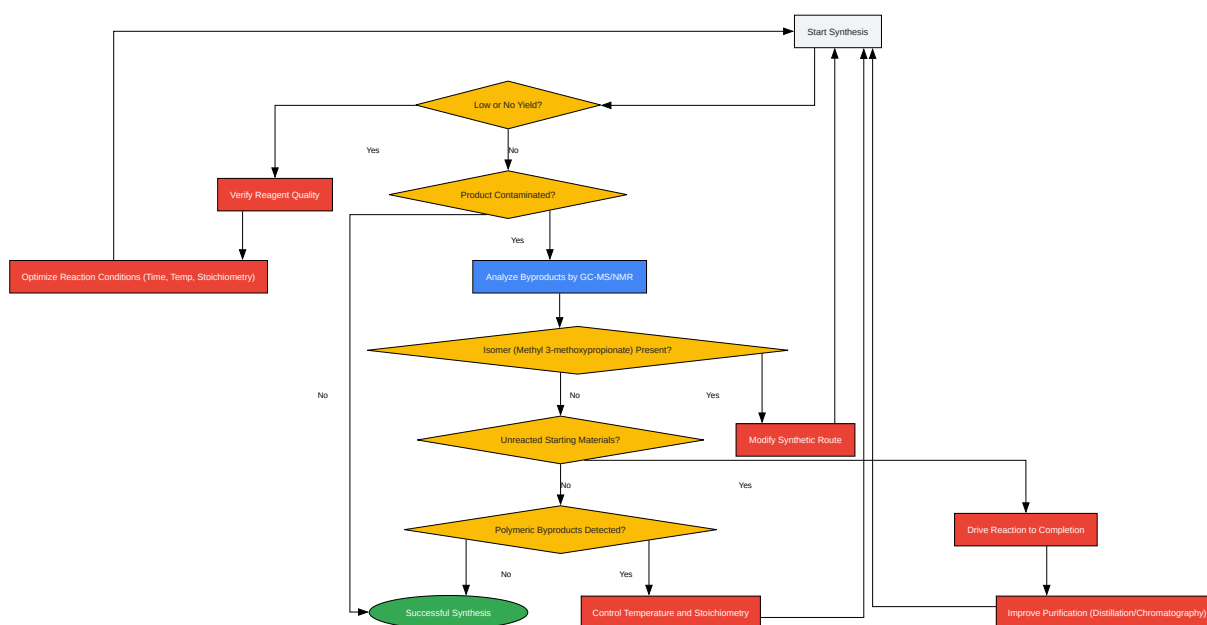 Start Synthesis
Low or No Yield?
Yes
No
Verify Reagent Quality
Product Contaminated?
Yes
Optimize Reaction Conditions (Time, Temp, Stoichiometry)
Analyze Byproducts by GC-MS/NMR
Isomer (Methyl 3-methoxypropionate) Present?
No
No
Yes
Unreacted Starting Materials?
Modify Synthetic Route
No
Yes
Polymeric Byproducts Detected?
Drive Reaction to Completion
No
Yes
Successful Synthesis
Control Temperature and Stoichiometry
Improve Purification (Distillation/Chromatography)